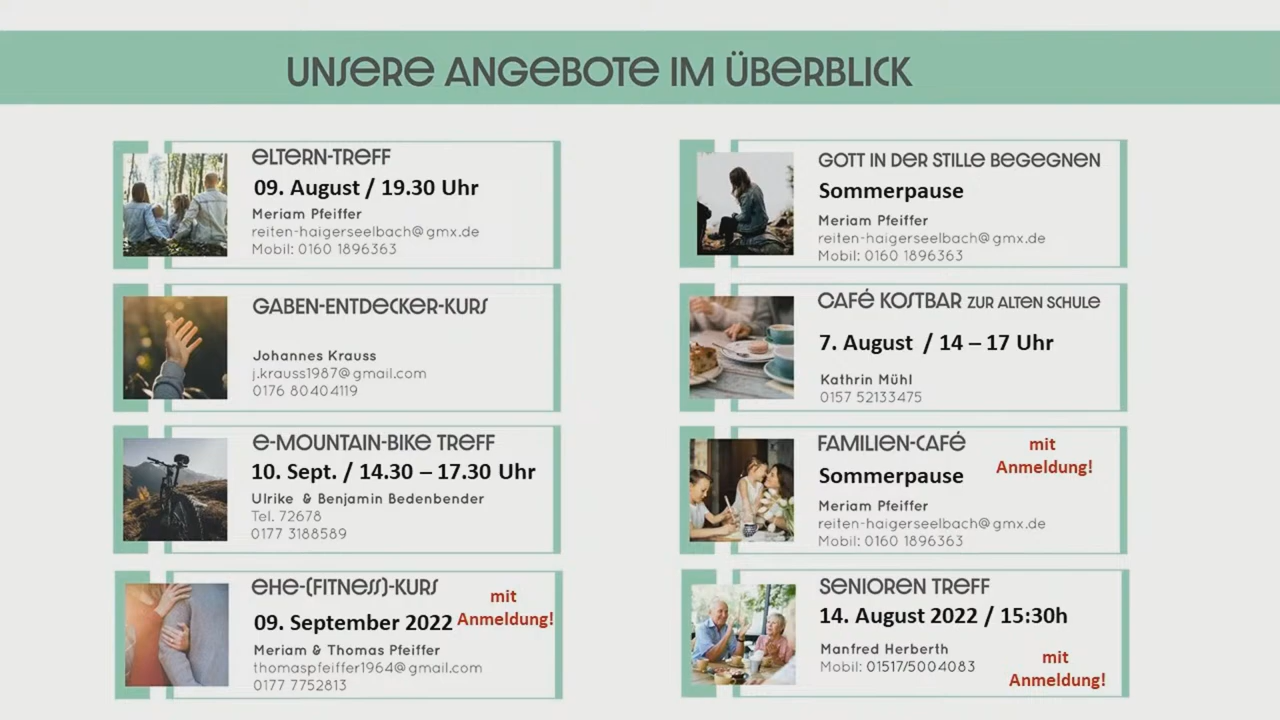 UNSERE ANGEBOTE IM ÜBERBLICK
ELTERN-TREFF
09. August / 19.30 Uhr
Meriam Pfeiffer
reiten-haigerseelbach@gmx.de
Mobil: 0160 1896363
GABEN-ENTDECKER-KURS
Johannes Krauss
j.krauss1987@gmail.com
0176 80404119
E-MOUNTAIN-BIKE TREFF
10. Sept. / 14.30 – 17.30 Uhr
Ulrike & Benjamin Bedenbender
Tel. 72678
0177 3188589
EHE-(FITNESS)-KURS
mit
Anmeldung!
09. September 2022
Meriam & Thomas Pfeiffer
thomaspfeiffer1964@gmail.com
0177 7752813
GOTT IN DER STILLE BEGEGNEN
Sommerpause
Meriam Pfeiffer
reiten-haigerseelbach@gmx.de
Mobil: 0160 1896363
CAFÉ KOSTBAR ZUR ALTEN SCHULE
7. August / 14 – 17 Uhr
Kathrin Mühl
0157 52133475
FAMILIEN-CAFÉ
mit
Anmeldung!
Sommerpause
Meriam Pfeiffer
reiten-haigerseelbach@gmx.de
Mobil: 0160 1896363
SENIOREN TREFF
14. August 2022 / 15:30h
Manfred Herberth
Mobil: 01517/5004083
mit
Anmeldung!